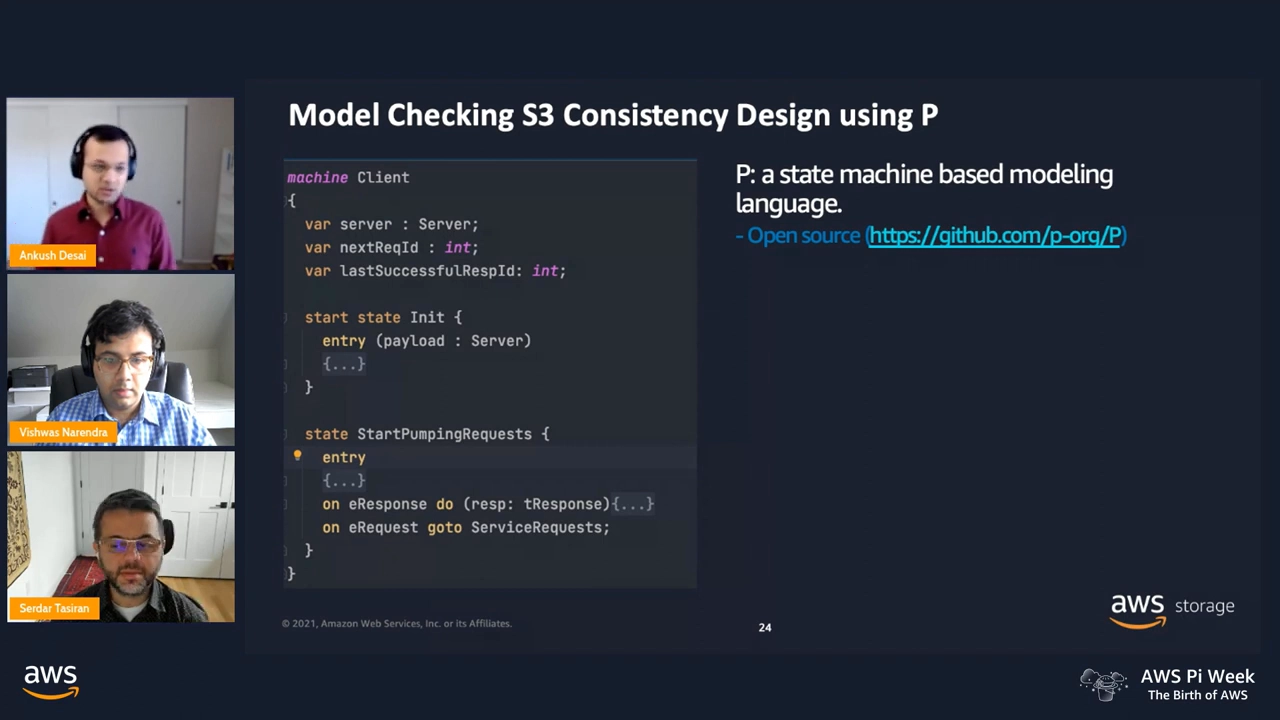 Model Checking S3 Consistency Design using P
machine Client
{
var server : Server;
var nextReqId : int;
var lastSuccessfulRespId: int;
start state Init {
entry (payload : Server)
{...}
}
state StartPumpingRequests {
entry
{...}
on eResponse do (resp: tResponse){...}
on eRequest goto ServiceRequests;
}
}
P: a state machine based modeling
language.
- Open source (https://github.com/p-org/P)
Ankush Desai
Vishwas Narendra
Serdar Tasiran
© 2021, Amazon Web Services, Inc. or its Affiliates.
24
aws storage
aws
AWS Pi Week
The Birth of AWS